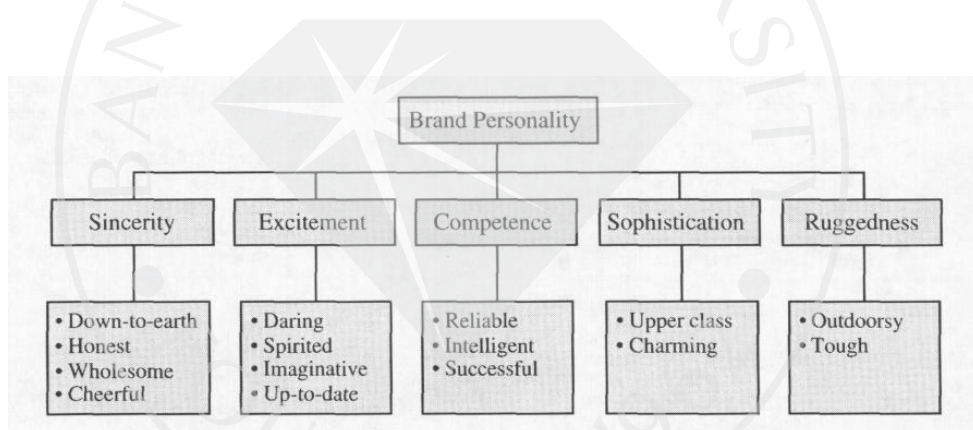 Brand Personality
Sincerity
Excitement
Competence
Sophistication
Ruggedness
• Down-to-earth
• Honest
• Wholesome
• Cheerful
• Daring
• Spirited
• Imaginative
• Up-to-date
• Reliable
• Intelligent
• Successful
• Upper class
• Charming
• Outdoorsy
• Tough